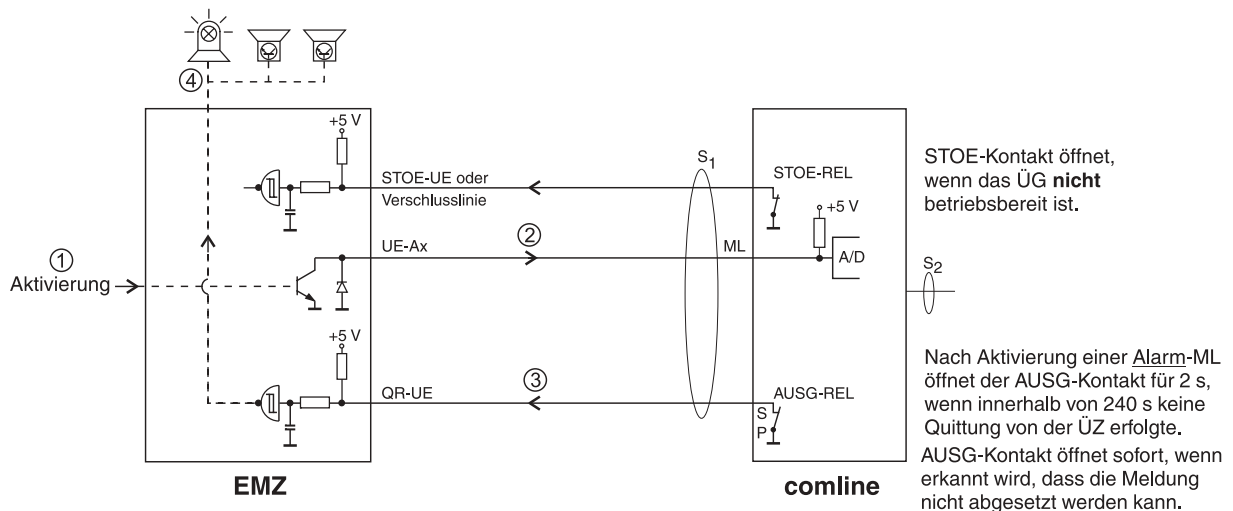 ④
+5 V
STOE-UE oder
Verschlusslinie
S1
STOE-REL
STOE-Kontakt öffnet,
wenn das ÜG nicht
betriebsbereit ist.
+5 V
①
Aktivierung
UE-Ax
②
ML
A/D
S2
+5 V
QR-UE
③
AUSG-REL
S
P
Nach Aktivierung einer Alarm-ML
öffnet der AUSG-Kontakt für 2 s,
wenn innerhalb von 240 s keine
Quittung von der ÜZ erfolgte.
AUSG-Kontakt öffnet sofort, wenn
erkannt wird, dass die Meldung
nicht abgesetzt werden kann.
EMZ
comline